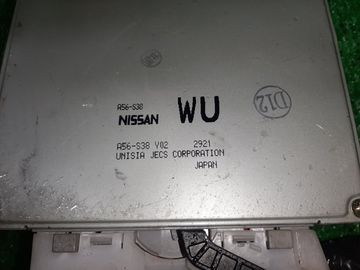 A56-S38
NISSAN WU
D12
A56-S38 V02 2921
UNISIA JECS CORPORATION
JAPAN